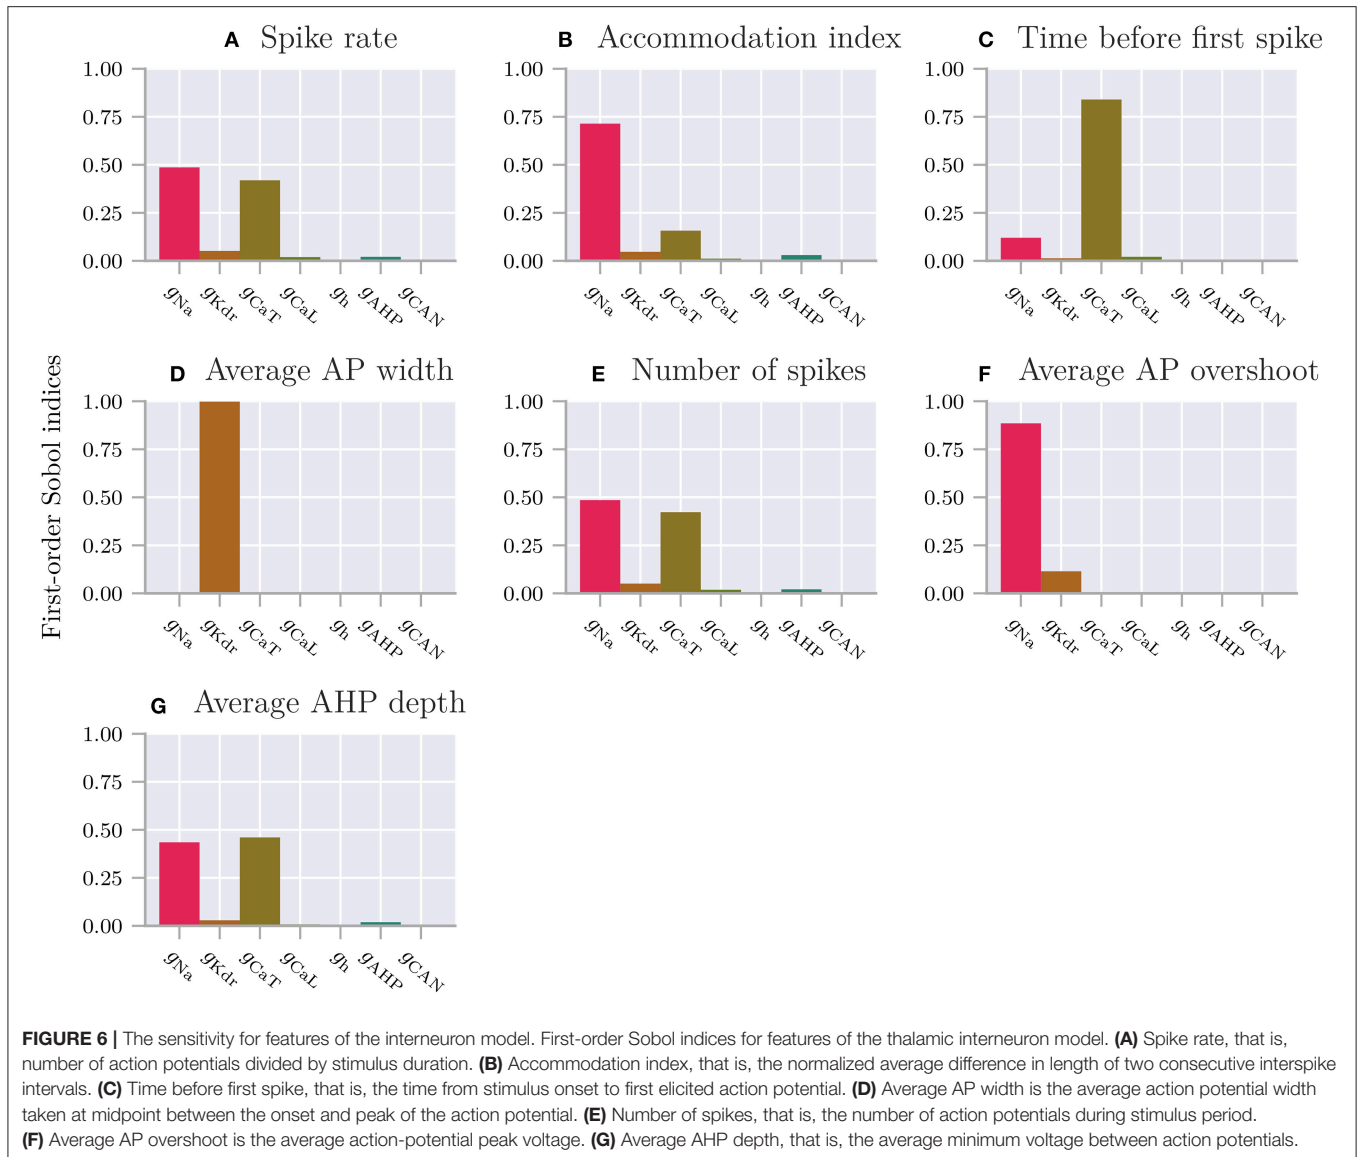 A Spike rate
1.00
0.75
0.50
0.25
0.00
gNa gKdr gCaT gCaL gh gAHP gCAN
B Accommodation index
1.00
0.75
0.50
0.25
0.00
gNa gKdr gCaT gCaL gh gAHP gCAN
C Time before first spike
1.00
0.75
0.50
0.25
0.00
gNa gKdr gCaT gCaL gh gAHP gCAN
First-order Sobol indices
D Average AP width
1.00
0.75
0.50
0.25
0.00
gNa gKdr gCaT gCaL gh gAHP gCAN
E Number of spikes
1.00
0.75
0.50
0.25
0.00
gNa gKdr gCaT gCaL gh gAHP gCAN
F Average AP overshoot
1.00
0.75
0.50
0.25
0.00
gNa gKdr gCaT gCaL gh gAHP gCAN
G Average AHP depth
1.00
0.75
0.50
0.25
0.00
gNa gKdr gCaT gCaL gh gAHP gCAN
FIGURE 6 | The sensitivity for features of the interneuron model. First-order Sobol indices for features of the thalamic interneuron model. (A) Spike rate, that is,
number of action potentials divided by stimulus duration. (B) Accommodation index, that is, the normalized average difference in length of two consecutive interspike
intervals. (C) Time before first spike, that is, the time from stimulus onset to first elicited action potential. (D) Average AP width is the average action potential width
taken at midpoint between the onset and peak of the action potential. (E) Number of spikes, that is, the number of action potentials during stimulus period.
(F) Average AP overshoot is the average action-potential peak voltage. (G) Average AHP depth, that is, the average minimum voltage between action potentials.